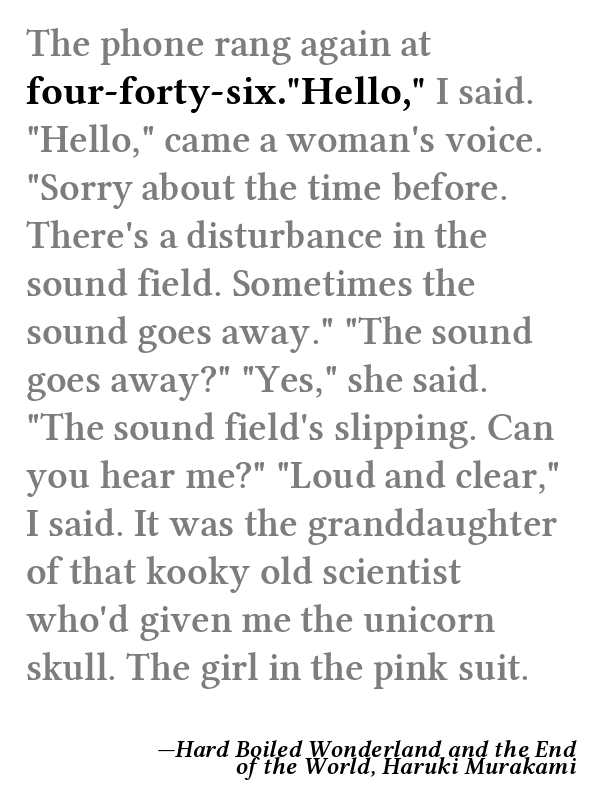 The phone rang again at
four-forty-six."Hello," I said.
"Hello," came a woman's voice.
"Sorry about the time before.
There's a disturbance in the
sound field. Sometimes the
sound goes away." "The sound
goes away?" "Yes," she said.
"The sound field's slipping. Can
you hear me?" "Loud and clear,"
I said. It was the granddaughter
of that kooky old scientist
who'd given me the unicorn
skull. The girl in the pink suit.
—Hard Boiled Wonderland and the End
of the World, Haruki Murakami